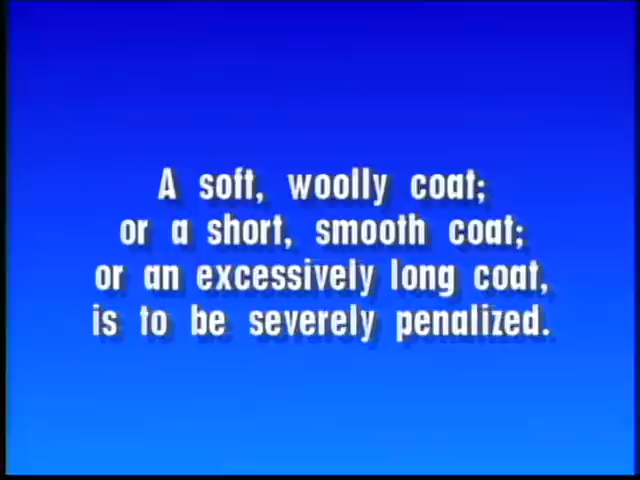 A soft, woolly coat;
or a short, smooth coat;
or an excessively long coat,
is to be severely penalized.